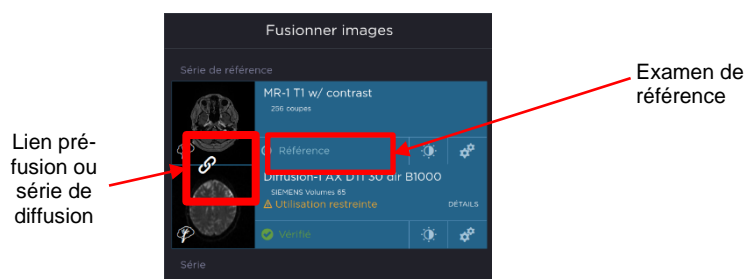 Fusionner images
Série de référence
MR-1 T1 w/ contrast
256 coupes
Référence
Diffusion-1 AX DTI 30 dir B1000
SIEMENS Volumes 65
Utilisation restreinte
DÉTAILS
Vérifié
Série
Examen de
référence
Lien pré-
fusion ou
série de
diffusion